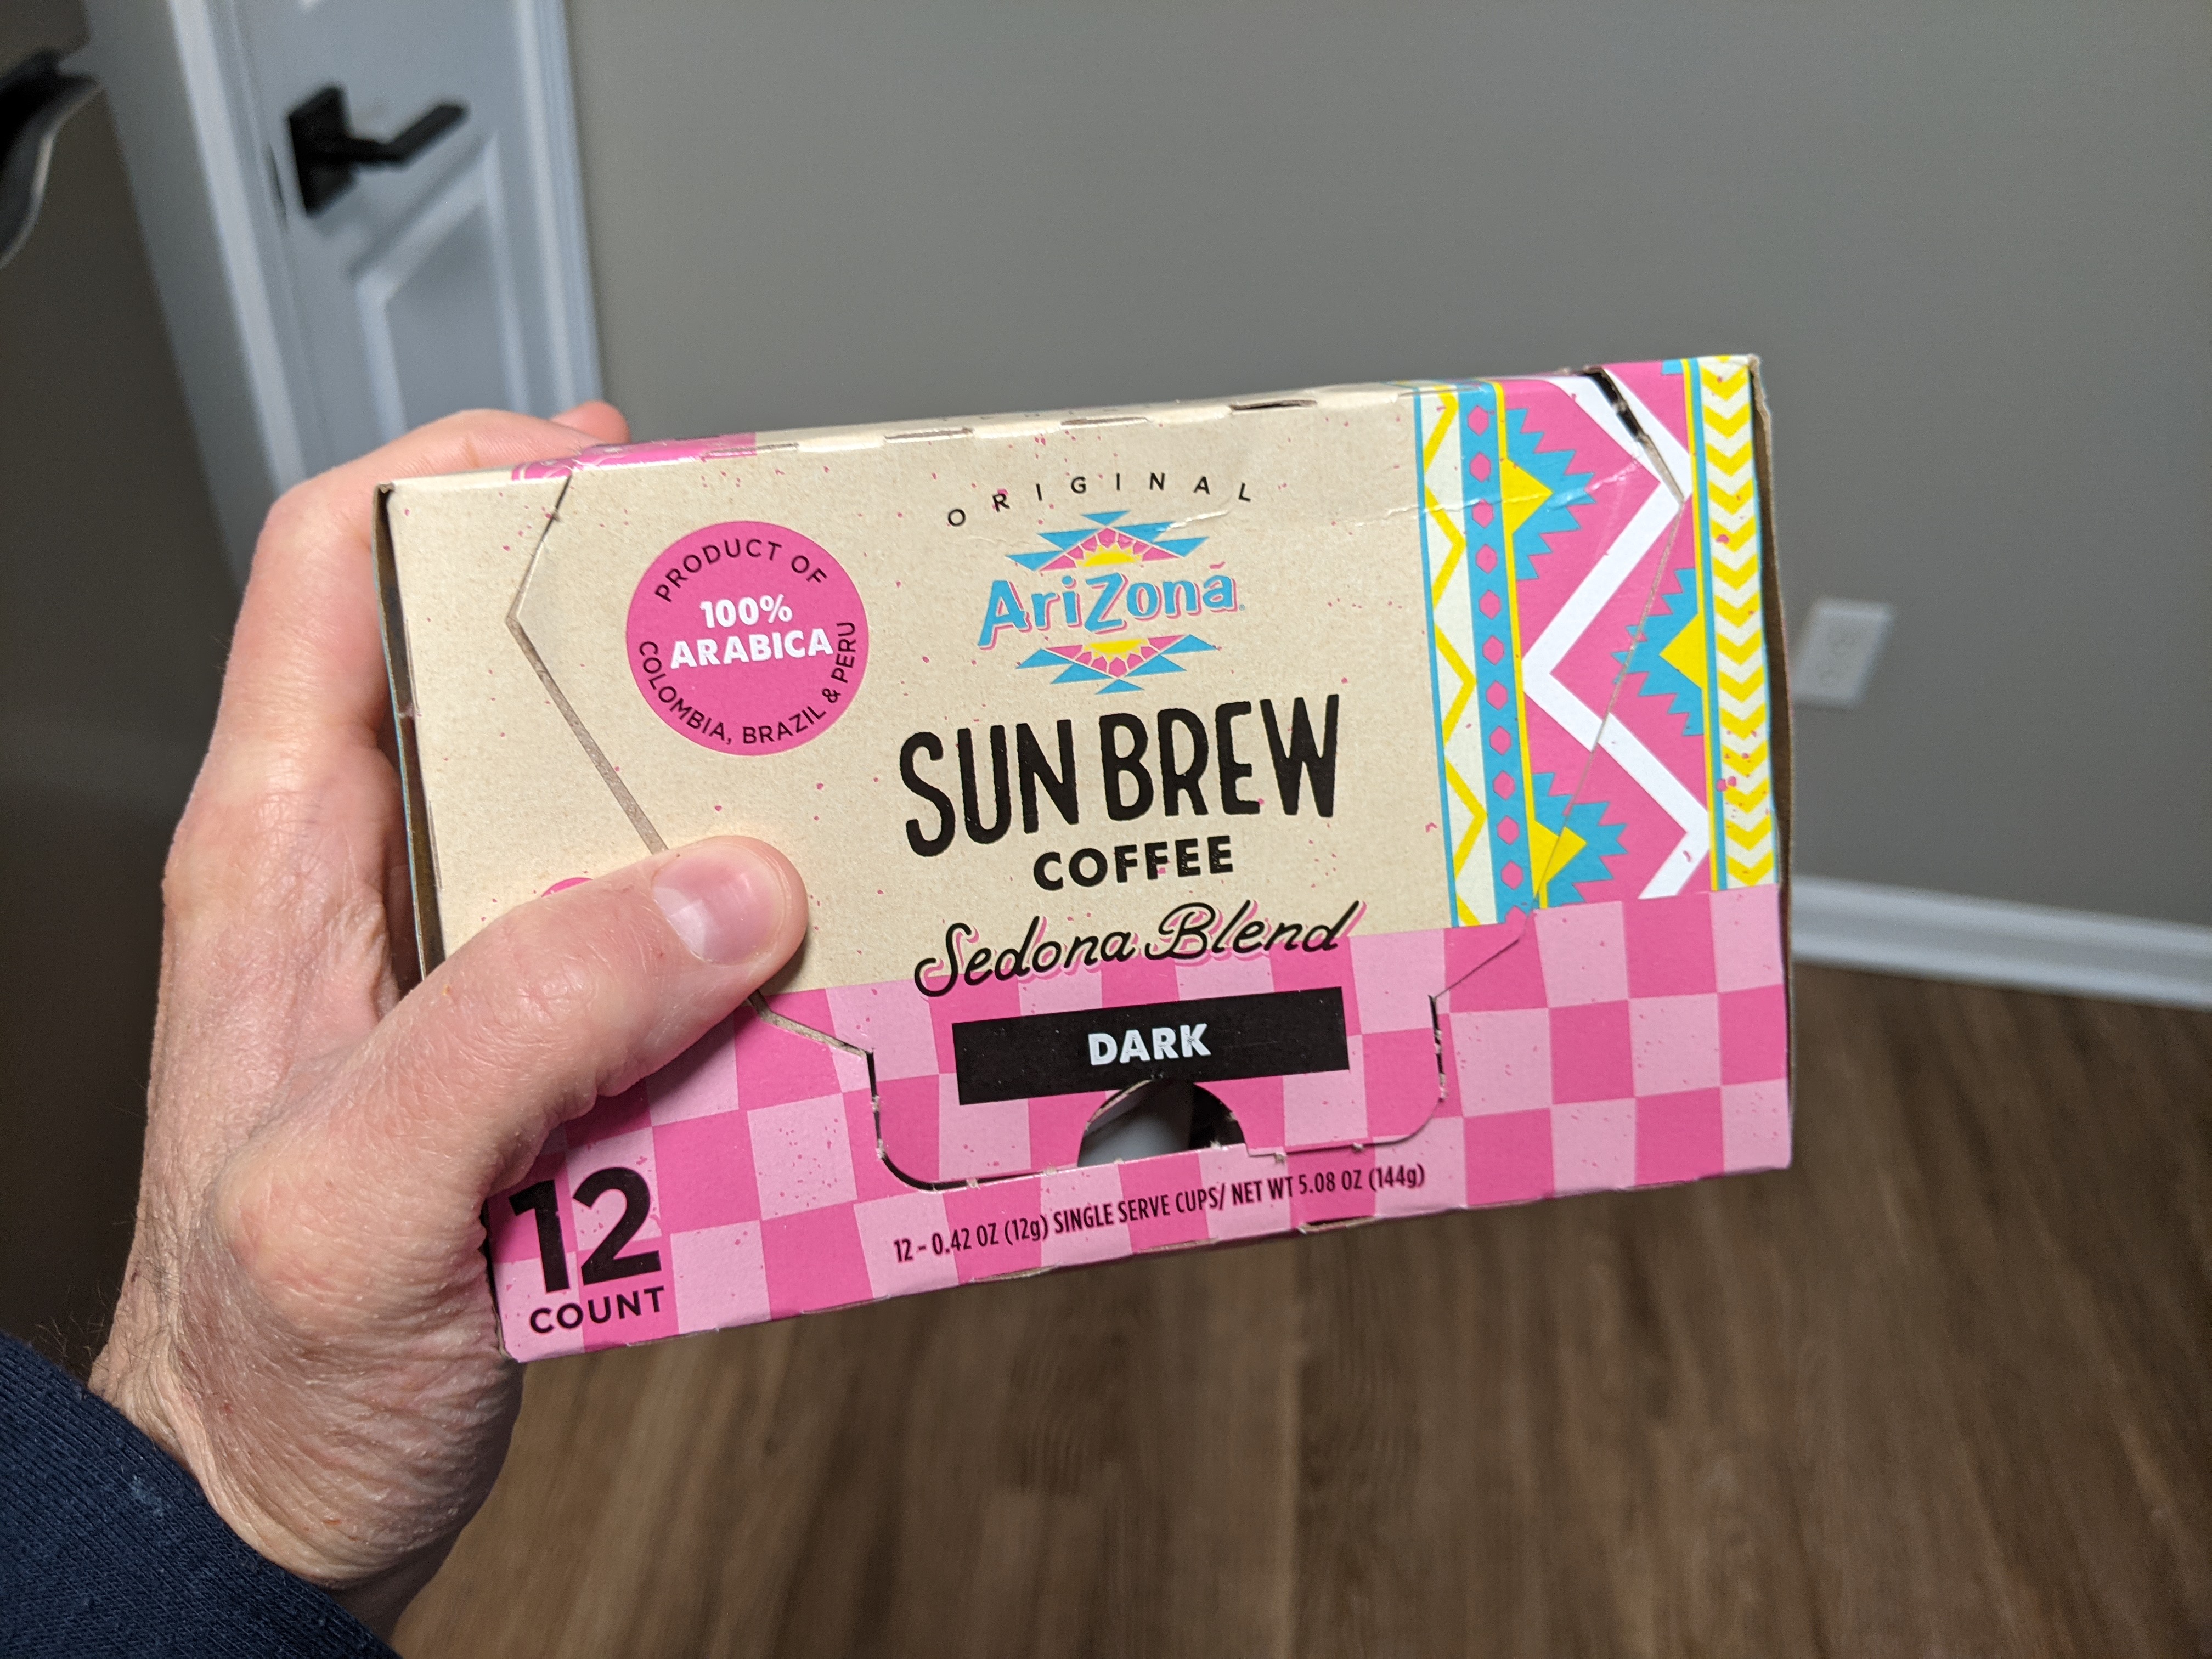 ORIGINAL
AriZona
PRODUCT OF
100%
ARABICA
COLOMBIA, BRAZIL & PERU
SUN BREW
COFFEE
Sedona Blend
DARK
12
COUNT
12 - 0.42 OZ (12g) SINGLE SERVE CUPS/ NET WT 5.08 OZ (144g)